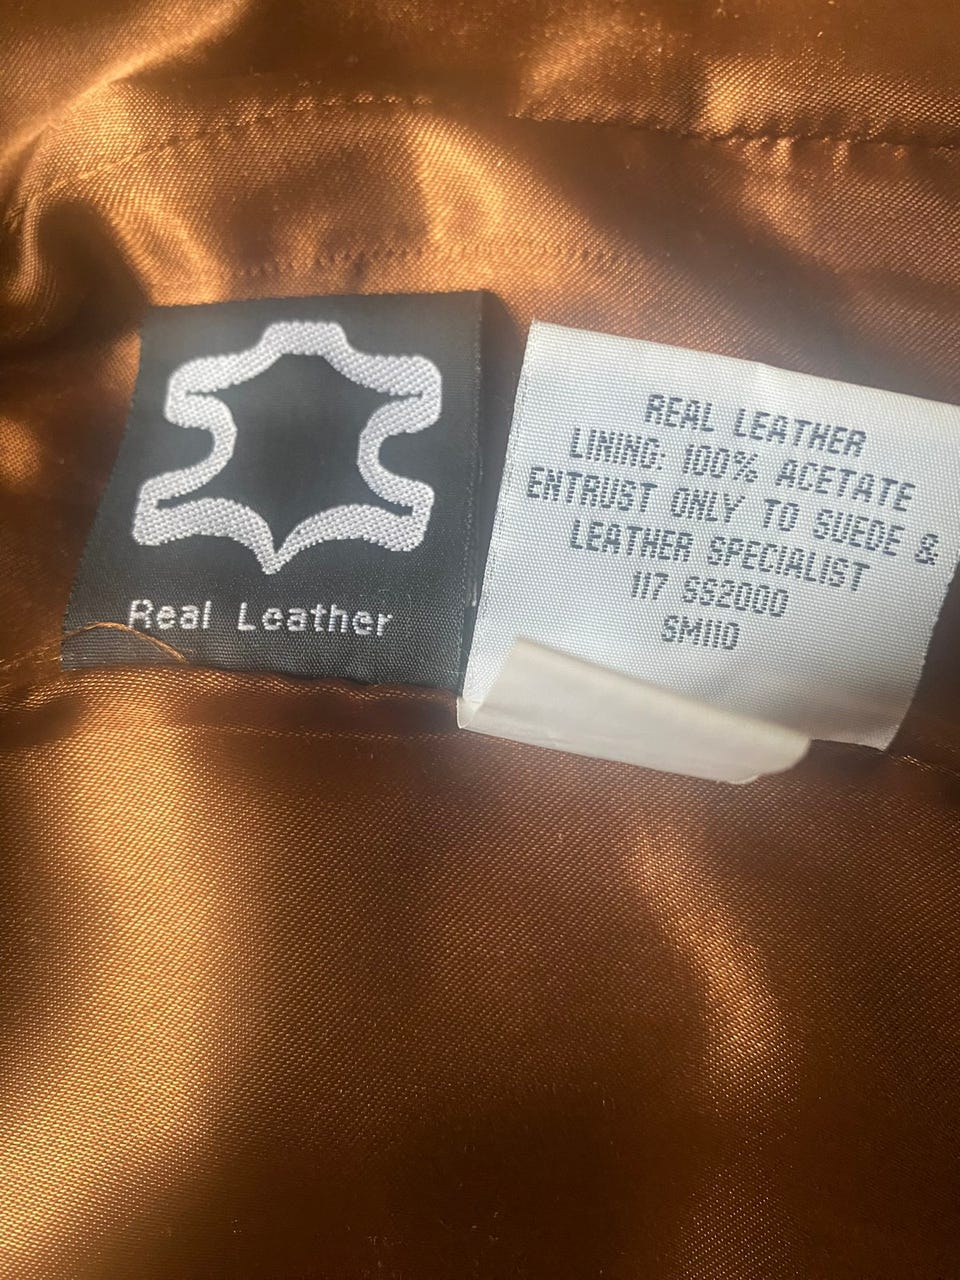 Real Leather
REAL LEATHER
LINING: 100% ACETATE
ENTRUST ONLY TO SUEDE &
LEATHER SPECIALIST
117 SS2000
SM110